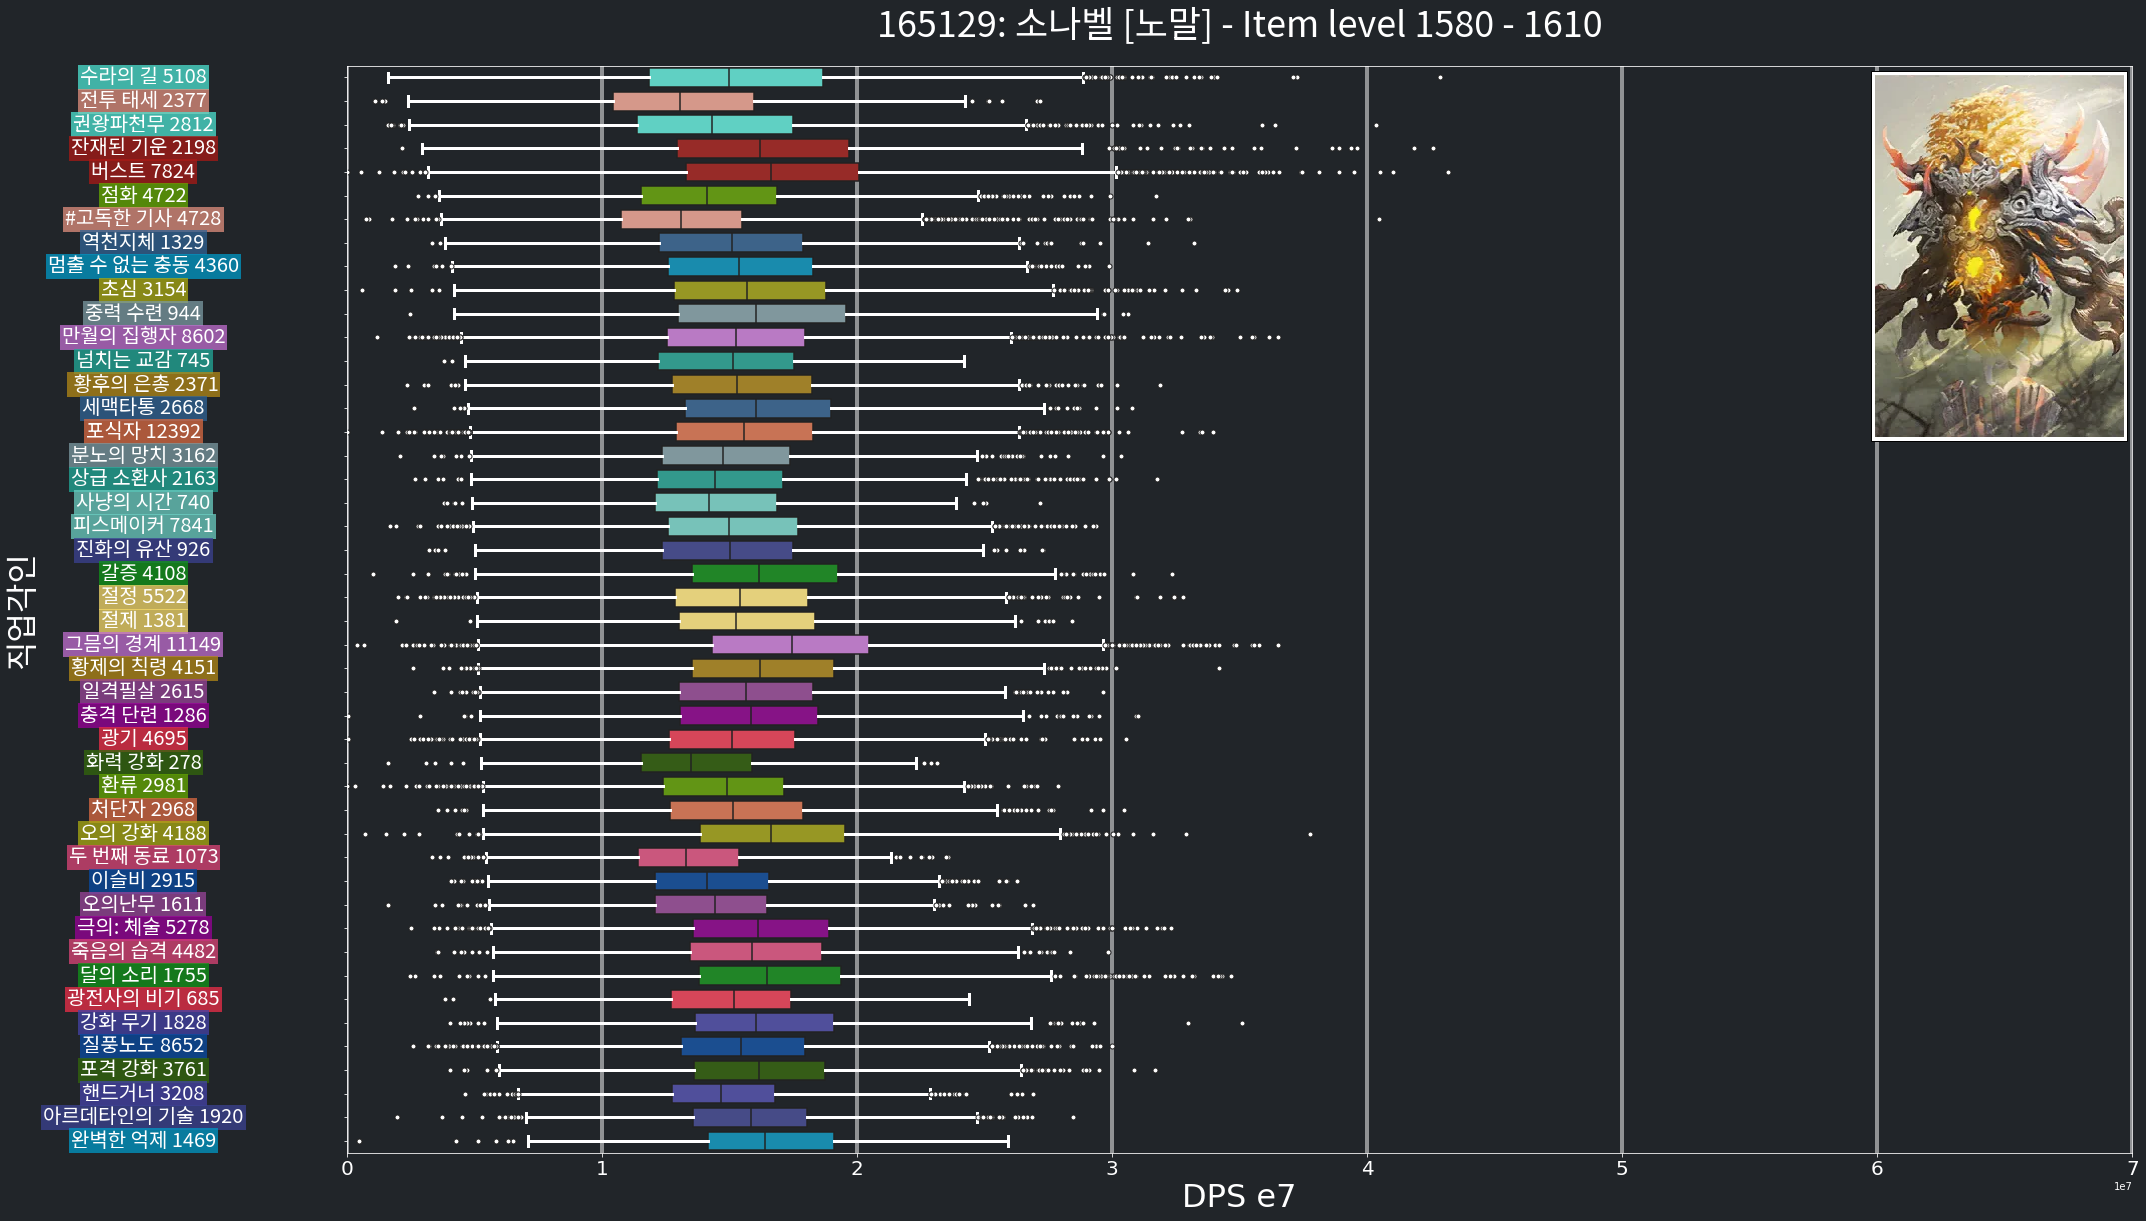 165129: 소나벨 [노말] - Item level 1580 - 1610
수라의 길 5108
전투 태세 2377
권왕파천무 2812
잔재된 기운 2198
버스트 7824
점화 4722
#고독한 기사 4728
역천지체 1329
멈출 수 없는 충동 4360
초심 3154
중력 수련 944
만월의 집행자 8602
넘치는 교감 745
황후의 은총 2371
세맥타통 2668
포식자 12392
분노의 망치 3162
상급 소환사 2163
사냥의 시간 740
피스메이커 7841
진화의 유산 926
갈증 4108
절정 5522
절제 1381
그믐의 경계 11149
황제의 칙령 4151
일격필살 2615
충격 단련 1286
광기 4695
화력 강화 278
환류 2981
처단자 2968
오의 강화 4188
두 번째 동료 1073
이슬비 2915
오의난무 1611
극의: 체술 5278
죽음의 습격 4482
달의 소리 1755
광전사의 비기 685
강화 무기 1828
질풍노도 8652
포격 강화 3761
핸드거너 3208
아르데타인의 기술 1920
완벽한 억제 1469
직업각인
0 1 2 3 4 5 6 7
1e7
DPS e7